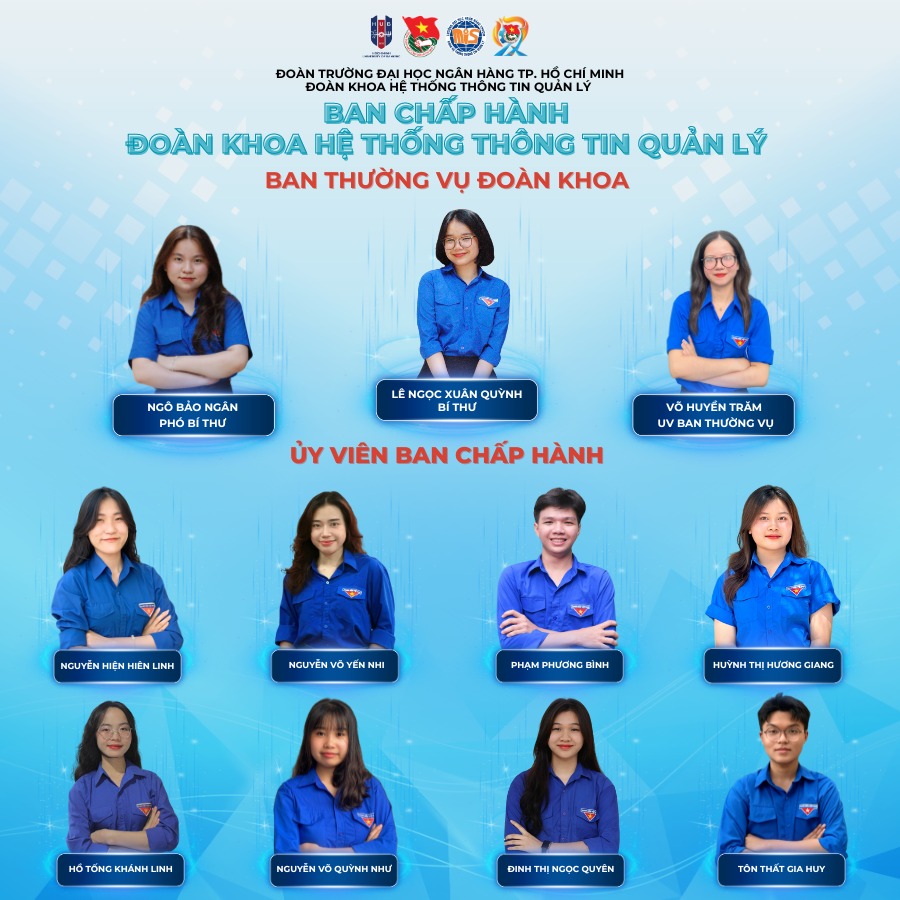 HUB
MIS
ĐOÀN TRƯỜNG ĐẠI HỌC NGÂN HÀNG TP. HỒ CHÍ MINH
ĐOÀN KHOA HỆ THỐNG THÔNG TIN QUẢN LÝ
BAN CHẤP HÀNH
ĐOÀN KHOA HỆ THỐNG THÔNG TIN QUẢN LÝ
BAN THƯỜNG VỤ ĐOÀN KHOA
NGÔ BẢO NGÂN
PHÓ BÍ THƯ
LÊ NGỌC XUÂN QUỲNH
BÍ THƯ
VÕ HUYỀN TRĂM
UV BAN THƯỜNG VỤ
ỦY VIÊN BAN CHẤP HÀNH
NGUYỄN HIỆN HIÊN LINH
NGUYỄN VÕ YẾN NHI
PHẠM PHƯƠNG BÌNH
HUỲNH THỊ HƯƠNG GIANG
HỒ TỐNG KHÁNH LINH
NGUYỄN VÕ QUỲNH NHƯ
ĐINH THỊ NGỌC QUYÊN
TÔN THẤT GIA HUY